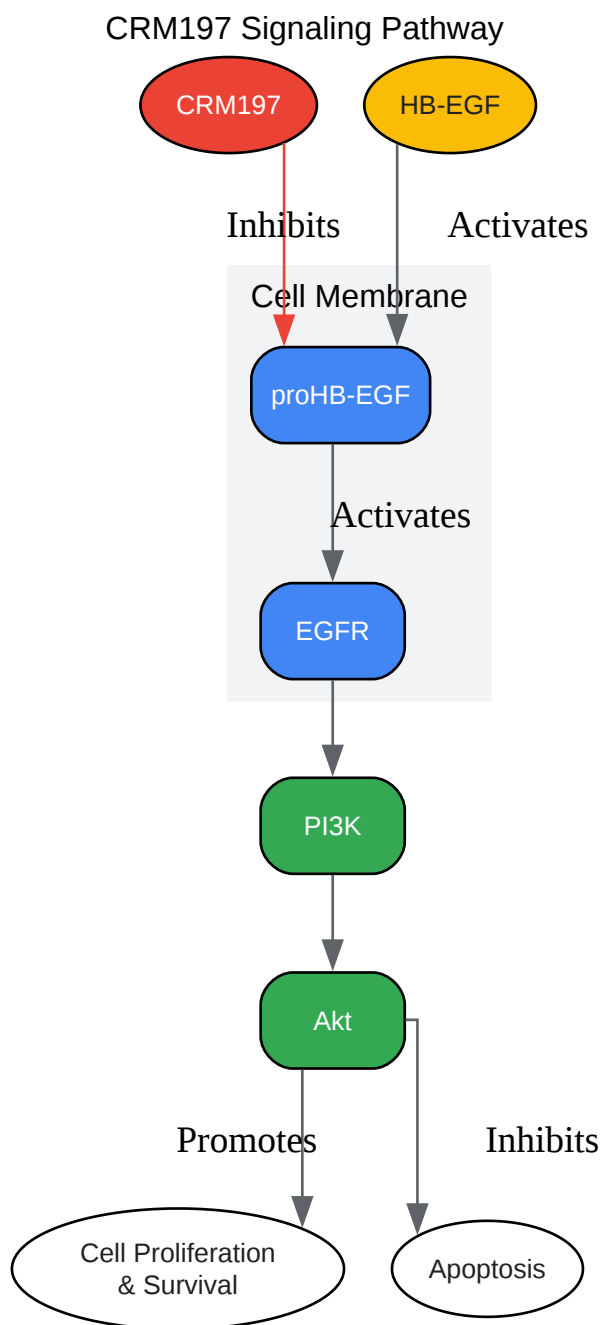 CRM197 Signaling Pathway
CRM197
HB-EGF
Inhibits
Activates
Cell Membrane
proHB-EGF
Activates
EGFR
PI3K
Akt
Promotes
Inhibits
Cell Proliferation
& Survival
Apoptosis